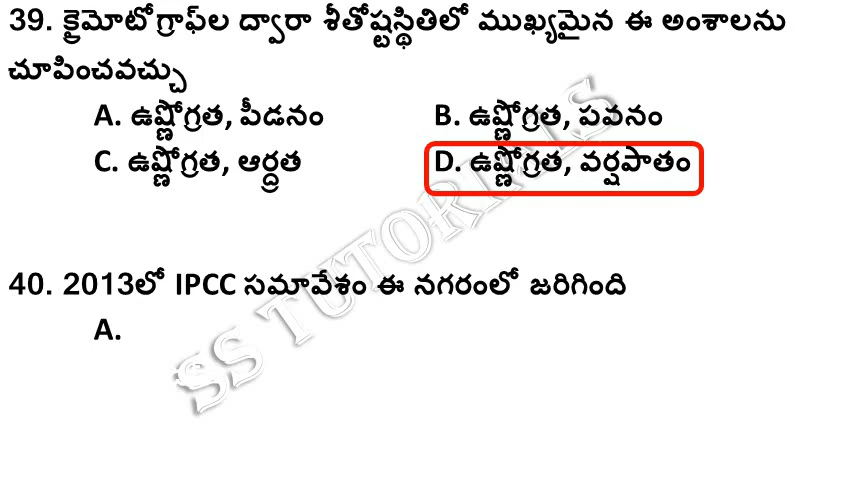 39. క్లైమోటోగ్రాఫ్‌ల ద్వారా శీతోష్ణస్థితిలో ముఖ్యమైన ఈ అంశాలను
చూపించవచ్చు
A. ఉష్ణోగ్రత, పీడనం B. ఉష్ణోగ్రత, పవనం
C. ఉష్ణోగ్రత, ఆర్ద్రత D. ఉష్ణోగ్రత, వర్షపాతం
SS TUTORIALS
40. 2013లో IPCC సమావేశం ఈ నగరంలో జరిగింది
A.